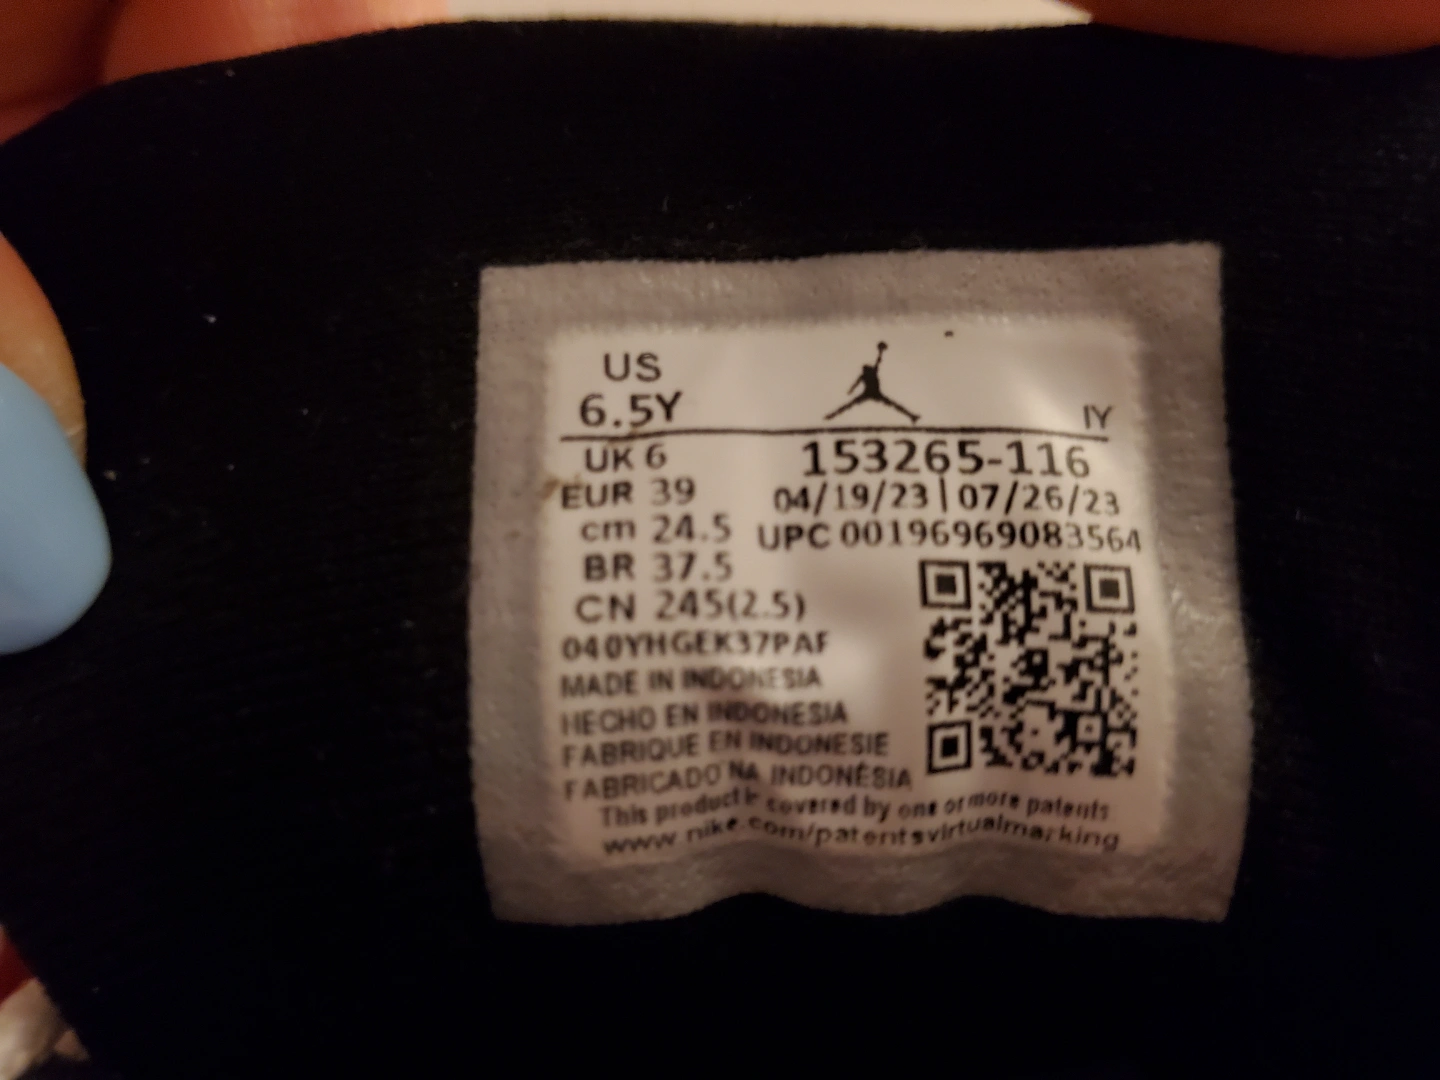 US
6.5Y
IY
UK 6
153265-116
EUR 39
04/19/23 | 07/26/23
cm 24.5
UPC 00196969083564
BR 37.5
CN 245(2.5)
040YHGEK37PAF
MADE IN INDONESIA
HECHO EN INDONESIA
FABRIQUE EN INDONESIE
FABRICADO NA INDONÉSIA
This product is covered by one or more patents
www.nike.com/patentsvirtualmarking